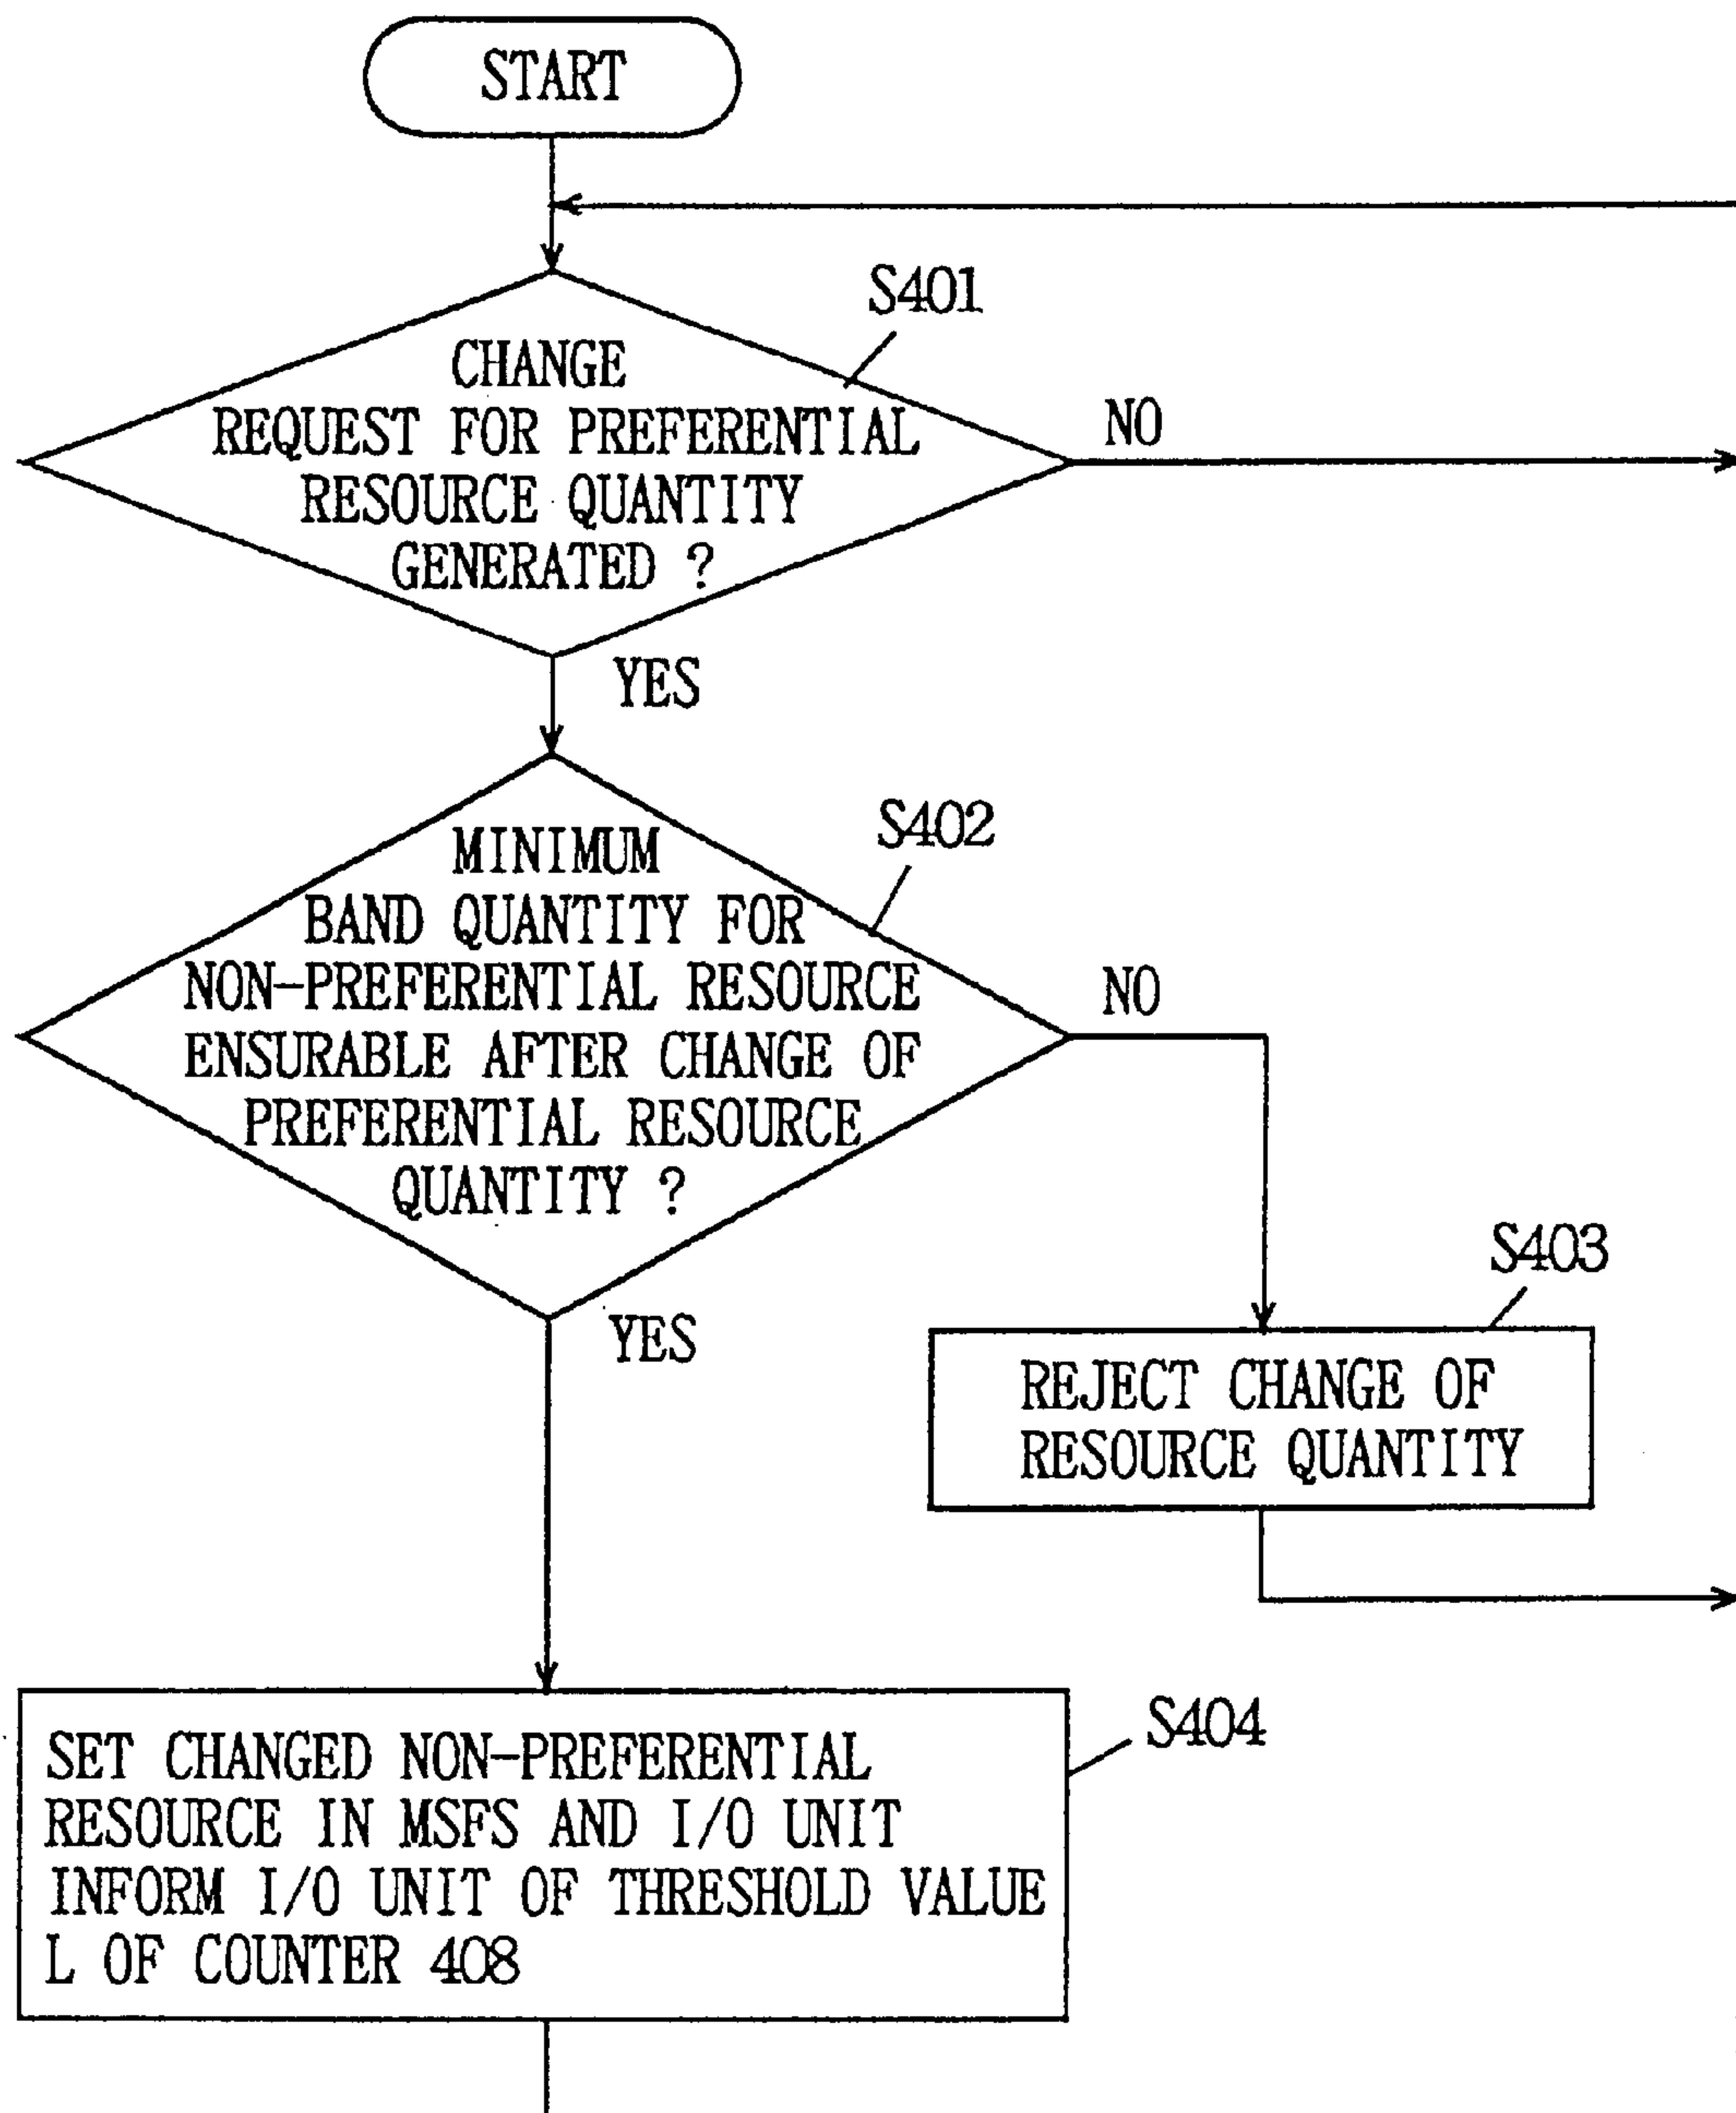 START
S401
CHANGE
REQUEST FOR PREFERENTIAL
RESOURCE QUANTITY
GENERATED ?
NO
YES
S402
MINIMUM
BAND QUANTITY FOR
NON-PREFERENTIAL RESOURCE
ENSURABLE AFTER CHANGE OF
PREFERENTIAL RESOURCE
QUANTITY ?
NO
YES
S403
REJECT CHANGE OF
RESOURCE QUANTITY
S404
SET CHANGED NON-PREFERENTIAL
RESOURCE IN MSFS AND I/O UNIT
INFORM I/O UNIT OF THRESHOLD VALUE
L OF COUNTER 408